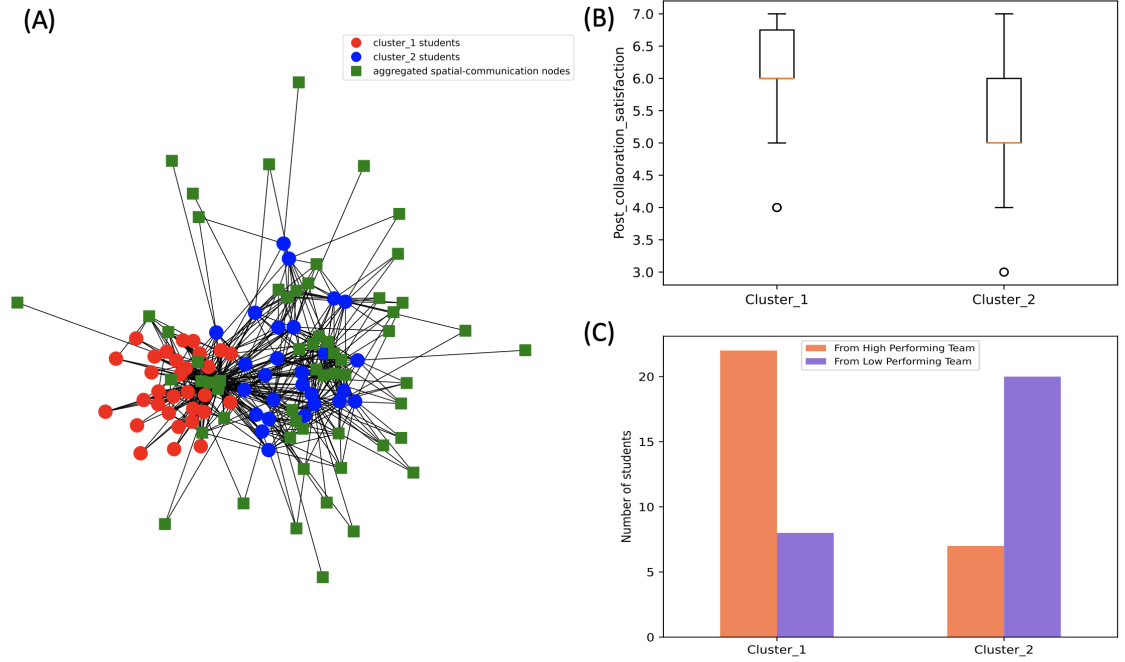 (A)
cluster_1 students
cluster_2 students
aggregated spatial-communication nodes
(B)
Post_collaoration_satisfaction
7.0
6.5
6.0
5.5
5.0
4.5
4.0
3.5
3.0
Cluster_1 Cluster_2
(C)
From High Performing Team
From Low Performing Team
Number of students
20
15
10
5
0
Cluster_1 Cluster_2